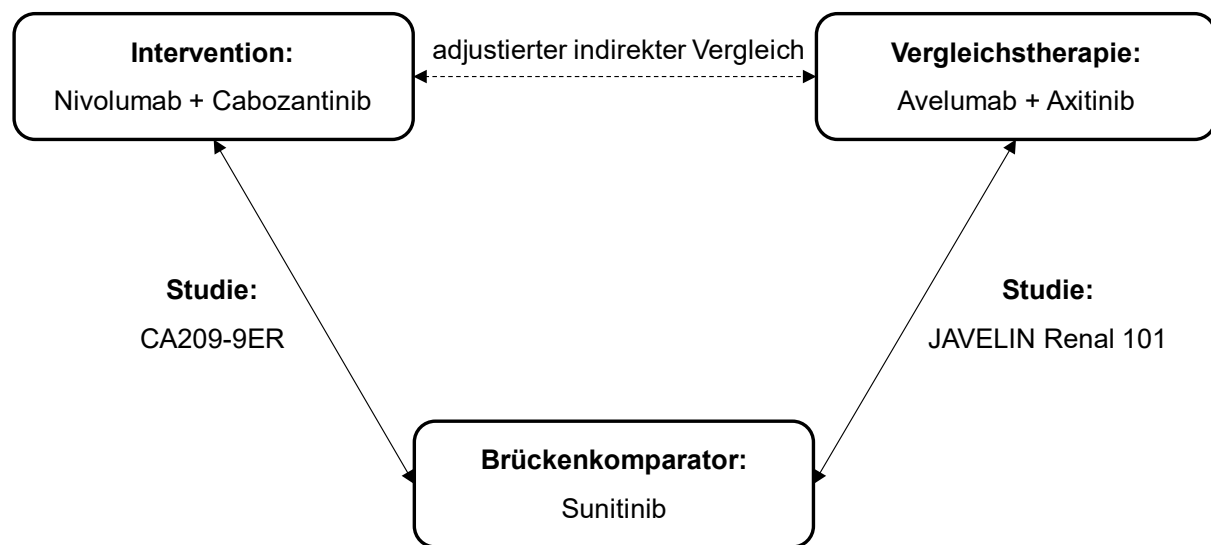 Intervention:
Nivolumab + Cabozantinib
adjustierter indirekter Vergleich
Vergleichstherapie:
Avelumab + Axitinib
Studie:
CA209-9ER
Studie:
JAVELIN Renal 101
Brückenkomparator:
Sunitinib